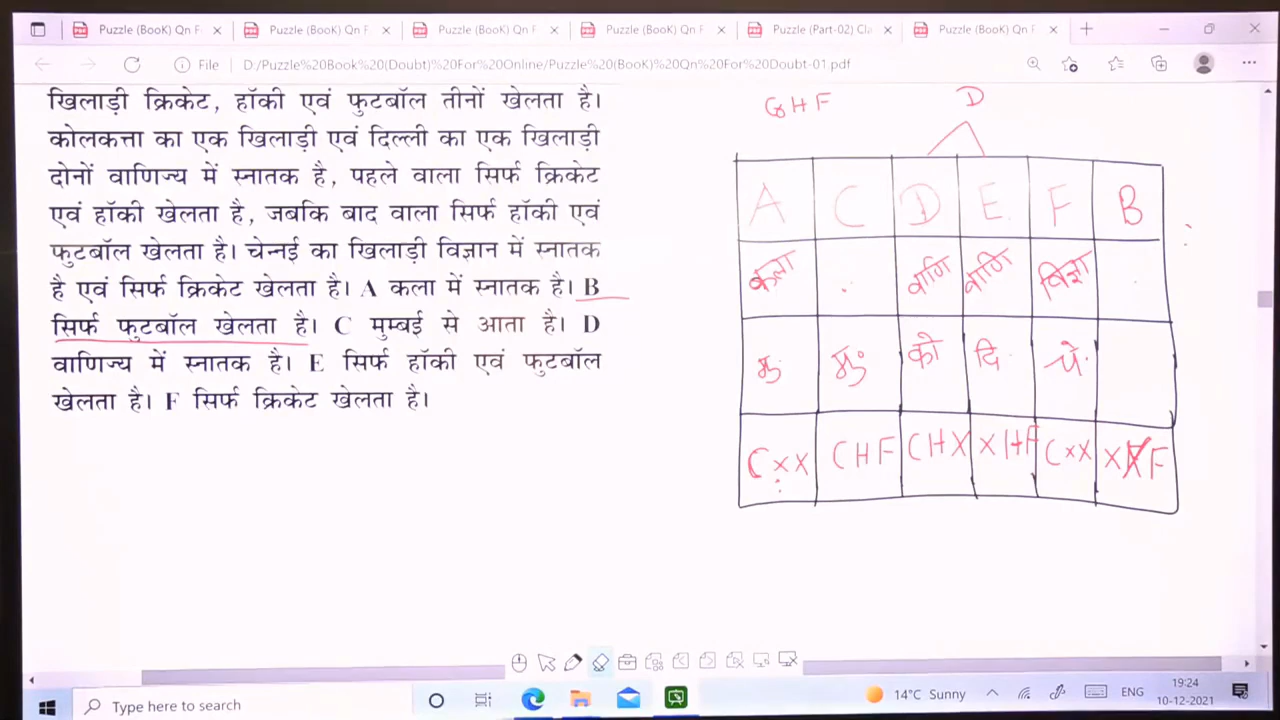 Puzzle (BooK) Qn F
Puzzle (BooK) Qn F
Puzzle (BooK) Qn F
Puzzle (BooK) Qn F
Puzzle (Part-02) Cla
Puzzle (BooK) Qn F
File
D:/Puzzle%20Book%20(Doubt)%20For%20Online/Puzzle%20(BooK)%20Qn%20For%20Doubt-01.pdf
खिलाड़ी क्रिकेट, हॉकी एवं फुटबॉल तीनों खेलता है।
कोलकत्ता का एक खिलाड़ी एवं दिल्ली का एक खिलाड़ी
दोनों वाणिज्य में स्नातक है, पहले वाला सिर्फ क्रिकेट
एवं हॉकी खेलता है, जबकि बाद वाला सिर्फ हॉकी एवं
फुटबॉल खेलता है। चेन्नई का खिलाड़ी विज्ञान में स्नातक
है एवं सिर्फ क्रिकेट खेलता है। A कला में स्नातक है। B
सिर्फ फुटबॉल खेलता है। C मुम्बई से आता है। D
वाणिज्य में स्नातक है। E सिर्फ हॉकी एवं फुटबॉल
खेलता है। F सिर्फ क्रिकेट खेलता है।
H F
D
A C D E. F B
कला वाणि वाणि विज्ञा
मु. मुं को दि चे.
C X X CHF CHX XHF CXX X F
Type here to search
14°C Sunny
ENG
19:24
10-12-2021